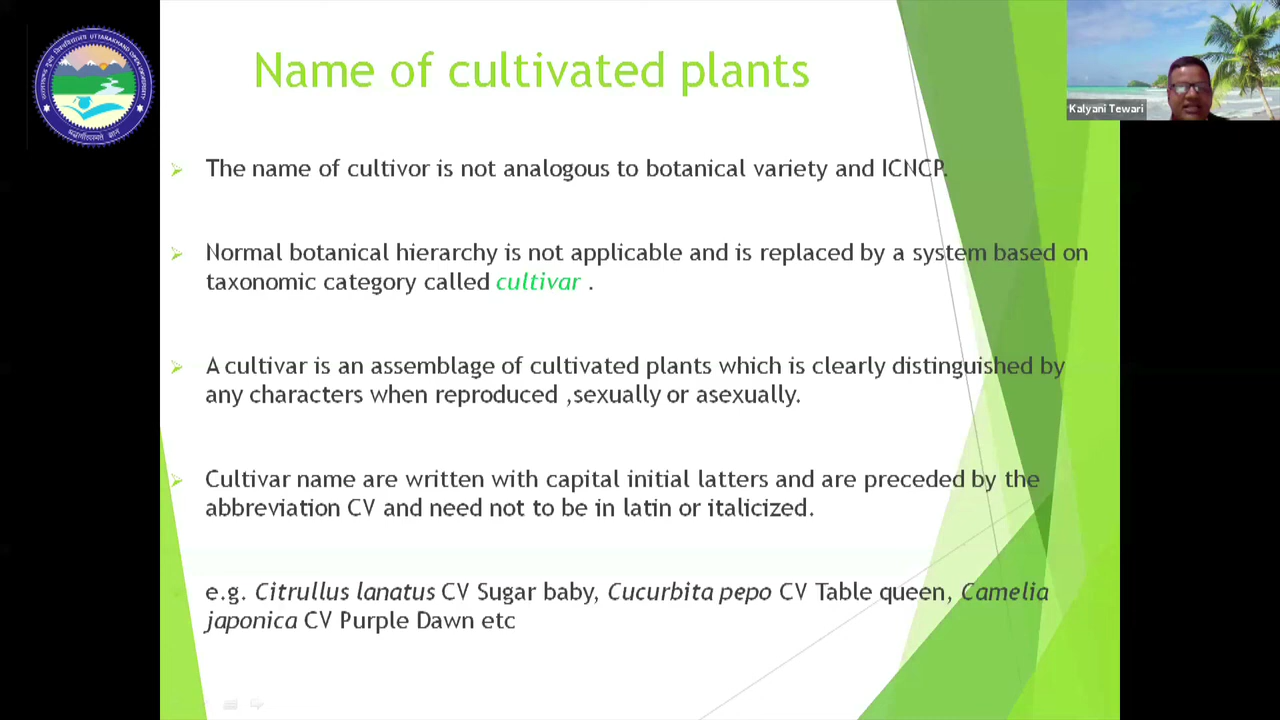 UTTARAKHAND OPEN UNIVERSITY
Name of cultivated plants
Kalyani Tewari
The name of cultivor is not analogous to botanical variety and ICNCP.
Normal botanical hierarchy is not applicable and is replaced by a system based on
taxonomic category called cultivar .
A cultivar is an assemblage of cultivated plants which is clearly distinguished by
any characters when reproduced ,sexually or asexually.
Cultivar name are written with capital initial latters and are preceded by the
abbreviation CV and need not to be in latin or italicized.
e.g. Citrullus lanatus CV Sugar baby, Cucurbita pepo CV Table queen, Camelia
japonica CV Purple Dawn etc